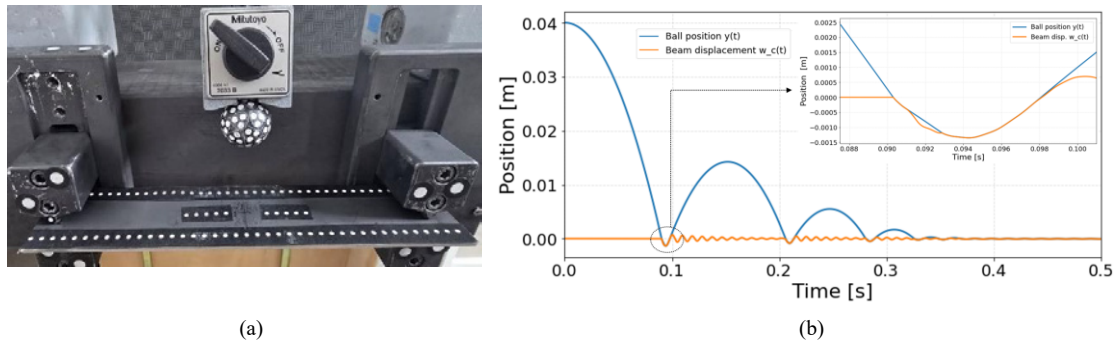 Mitutoyo
ON
OFF
0.04
0.03
0.02
0.01
0.00
Position [m]
0.0
0.1
0.2
0.3
0.4
0.5
Time [s]
Ball position y(t)
Beam displacement w_c(t)
0.0025
0.0020
0.0015
0.0010
0.0005
0.0000
−0.0005
−0.0010
−0.0015
Position [m]
0.088
0.090
0.092
0.094
0.096
0.098
0.100
Time [s]
Ball position y(t)
Beam disp. w_c(t)
(a)
(b)